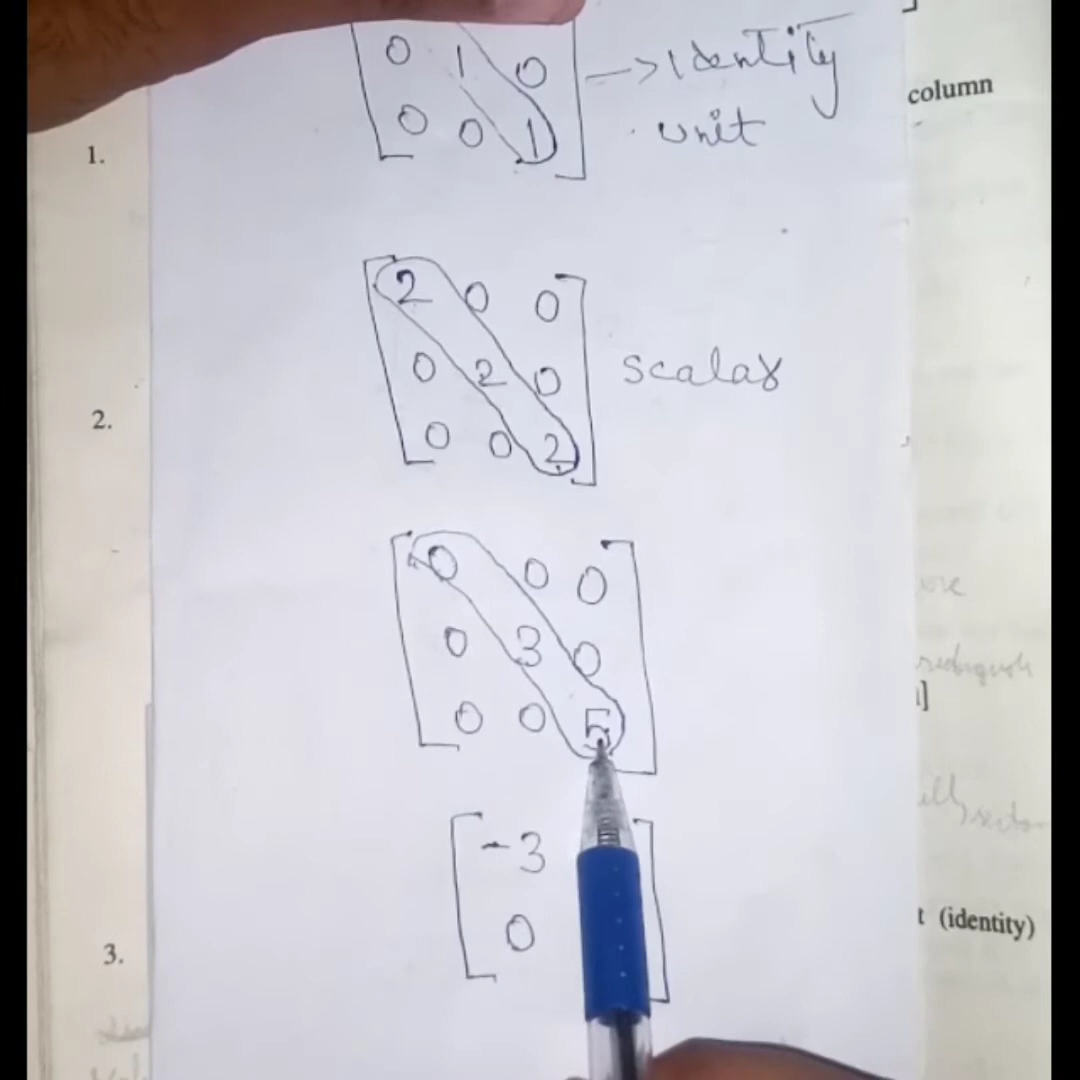 0 1 0 → Identity
0 0 1 unit
column
1.
2 0 0
0 2 0 scalar
0 0 2
2.
0 0 0
0 3 0
0 0 5
]
-3
0
t (identity)
3.